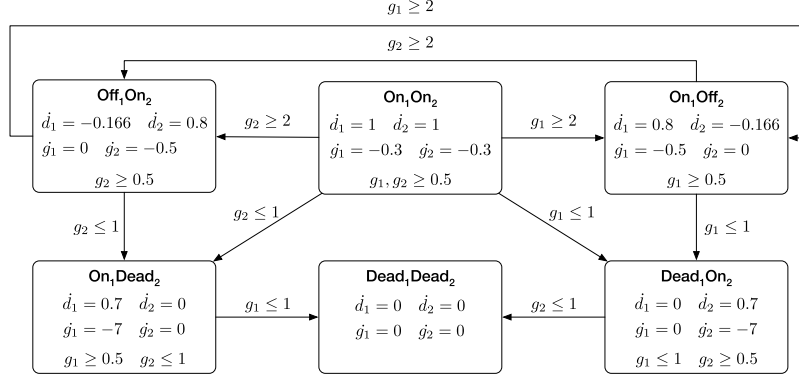 g₁ ≥ 2
g₂ ≥ 2
Off₁On₂
ḋ₁ = −0.166 ḋ₂ = 0.8
ġ₁ = 0 ġ₂ = −0.5
g₂ ≥ 0.5
g₂ ≥ 2
On₁On₂
ḋ₁ = 1 ḋ₂ = 1
ġ₁ = −0.3 ġ₂ = −0.3
g₁, g₂ ≥ 0.5
g₁ ≥ 2
On₁Off₂
ḋ₁ = 0.8 ḋ₂ = −0.166
ġ₁ = −0.5 ġ₂ = 0
g₁ ≥ 0.5
g₂ ≤ 1
g₂ ≤ 1
g₁ ≤ 1
g₁ ≤ 1
On₁Dead₂
ḋ₁ = 0.7 ḋ₂ = 0
ġ₁ = −7 ġ₂ = 0
g₁ ≥ 0.5 g₂ ≤ 1
g₁ ≤ 1
Dead₁Dead₂
ḋ₁ = 0 ḋ₂ = 0
ġ₁ = 0 ġ₂ = 0
g₂ ≤ 1
Dead₁On₂
ḋ₁ = 0 ḋ₂ = 0.7
ġ₁ = 0 ġ₂ = −7
g₁ ≤ 1 g₂ ≥ 0.5